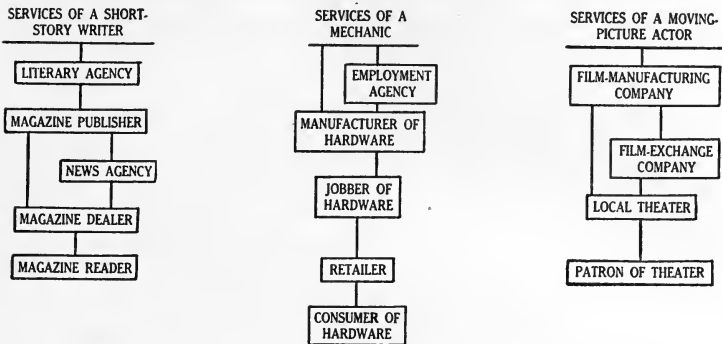 SERVICES OF A SHORT-
STORY WRITER
LITERARY AGENCY
MAGAZINE PUBLISHER
NEWS AGENCY
MAGAZINE DEALER
MAGAZINE READER
SERVICES OF A
MECHANIC
EMPLOYMENT
AGENCY
MANUFACTURER OF
HARDWARE
JOBBER OF
HARDWARE
RETAILER
CONSUMER OF
HARDWARE
SERVICES OF A MOVING-
PICTURE ACTOR
FILM-MANUFACTURING
COMPANY
FILM-EXCHANGE
COMPANY
LOCAL THEATER
PATRON OF THEATER